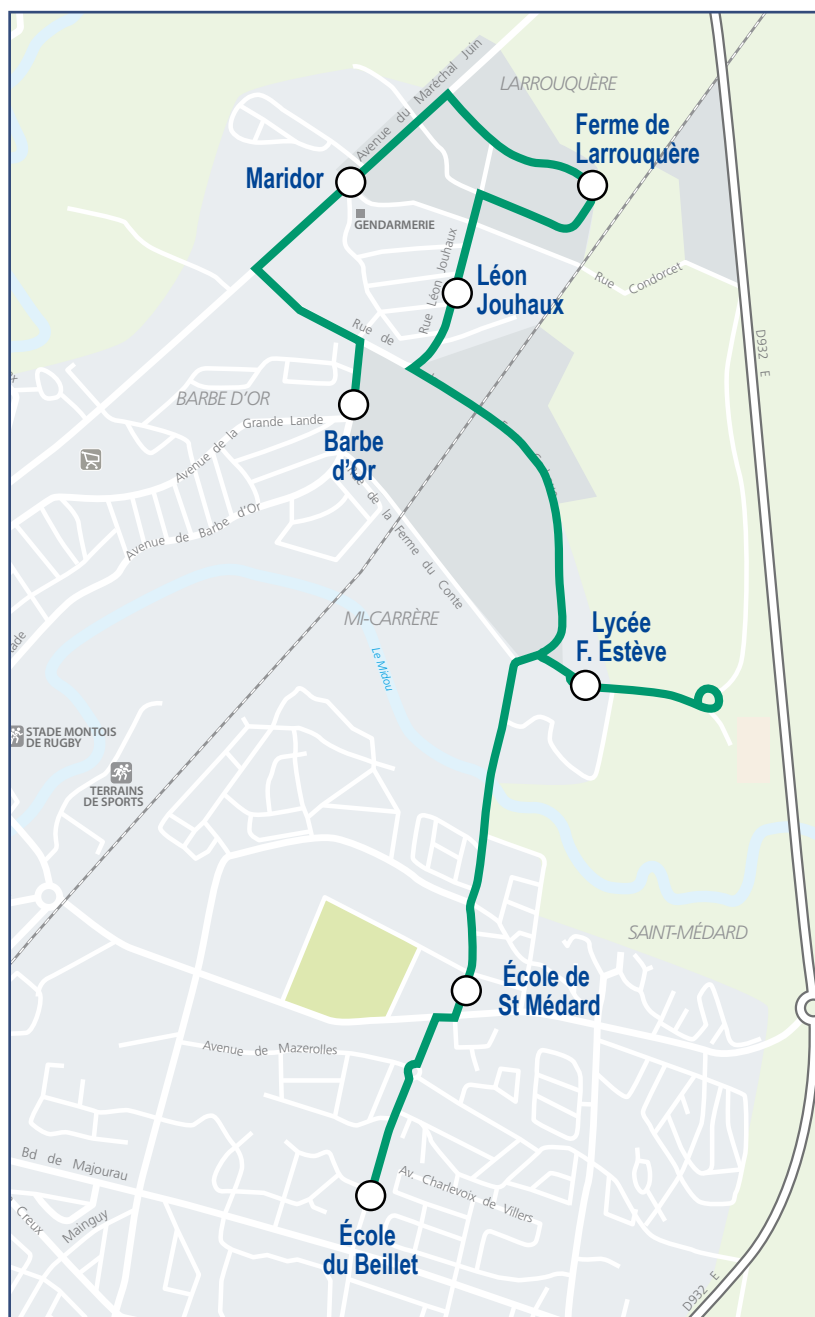 LARROUQUÈRE
Avenue du Maréchal Juin
Ferme de
Larrouquère
Maridor
GENDARMERIE
Rue Léon Jouhaux
Léon
Jouhaux
Rue Condorcet
Rue de
D932 E
BARBE D'OR
Avenue de la Grande Lande
Barbe
d'Or
Avenue de Barbe d'Or
de la Ferme du Conte
MI-CARRÈRE
Le Midou
Lycée
F. Estève
STADE MONTOIS
DE RUGBY
TERRAINS
DE SPORTS
SAINT-MÉDARD
École de
St Médard
Avenue de Mazerolles
Bd de Majourau
Av. Charlevoix de Villers
Creux
Mainguy
École
du Beillet
D932 E